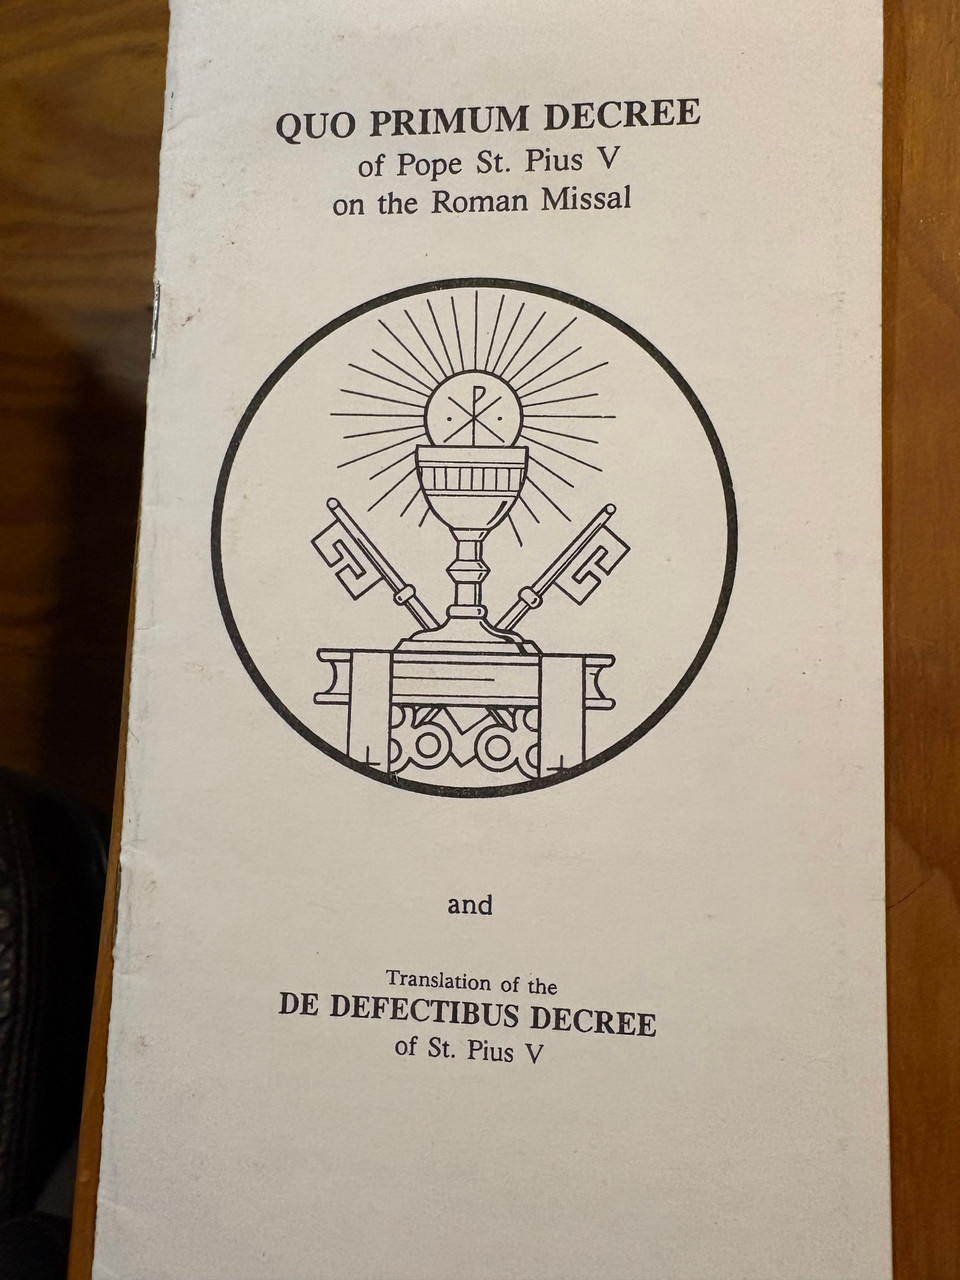 QUO PRIMUM DECREE
of Pope St. Pius V
on the Roman Missal
and
Translation of the
DE DEFECTIBUS DECREE
of St. Pius V